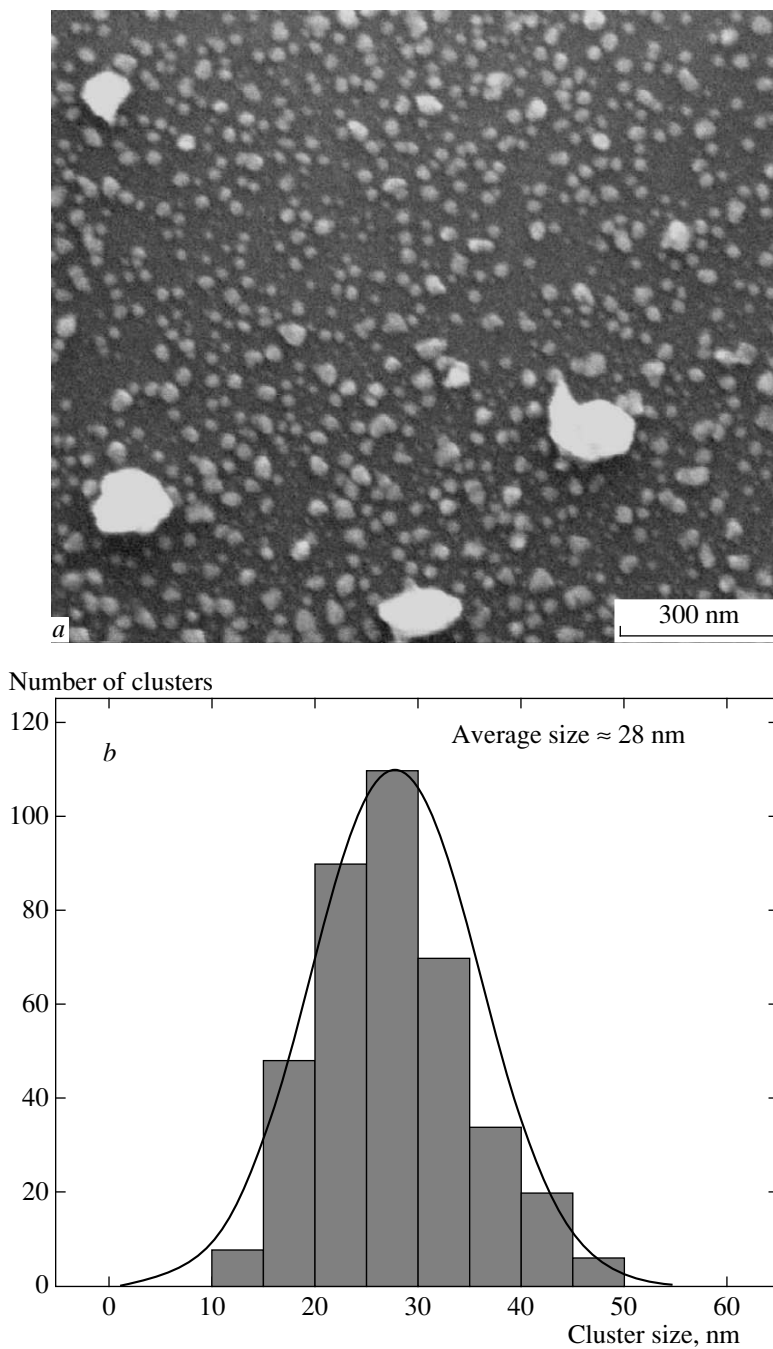 300 nm
a
Number of clusters
120
b
Average size ≈ 28 nm
100
80
60
40
20
0
0 10 20 30 40 50 60
Cluster size, nm